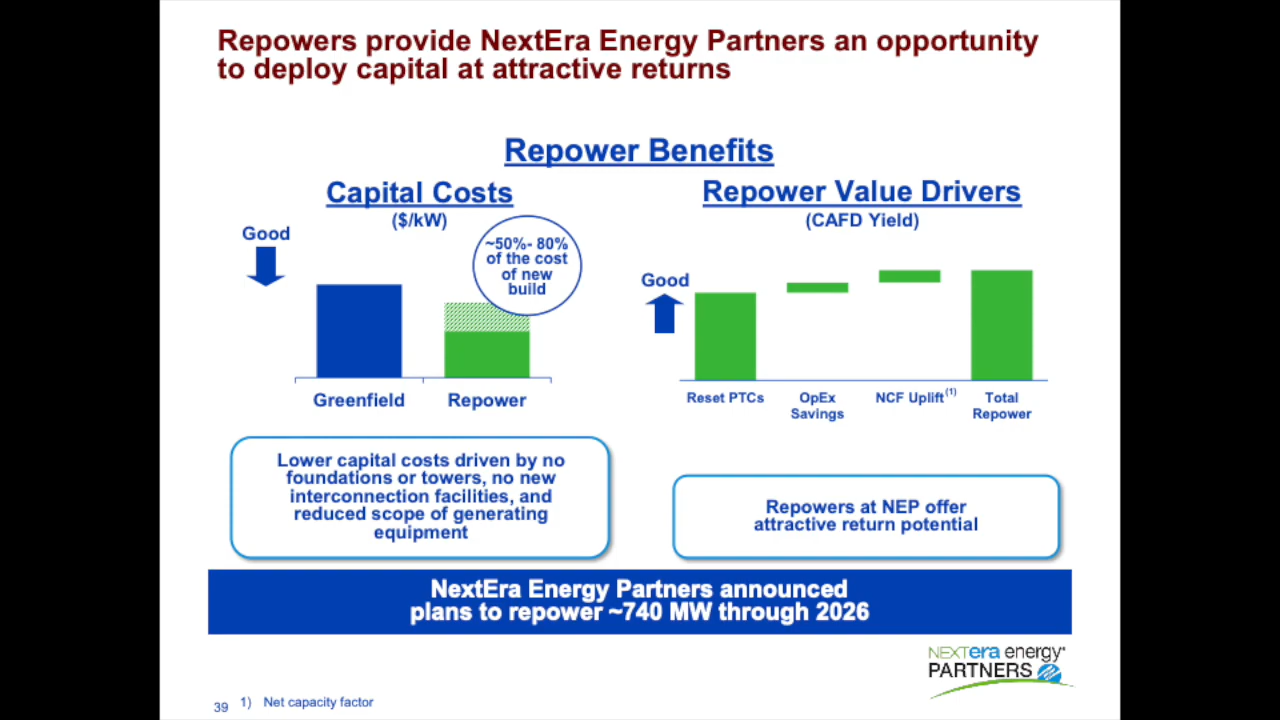 Repowers provide NextEra Energy Partners an opportunity
to deploy capital at attractive returns
Repower Benefits
Capital Costs
($/kW)
Good
~50%- 80%
of the cost
of new
build
Greenfield
Repower
Lower capital costs driven by no
foundations or towers, no new
interconnection facilities, and
reduced scope of generating
equipment
Repower Value Drivers
(CAFD Yield)
Good
Reset PTCs
OpEx
Savings
NCF Uplift(1)
Total
Repower
Repowers at NEP offer
attractive return potential
NextEra Energy Partners announced
plans to repower ~740 MW through 2026
NEXTera energy®
PARTNERS
39
1) Net capacity factor